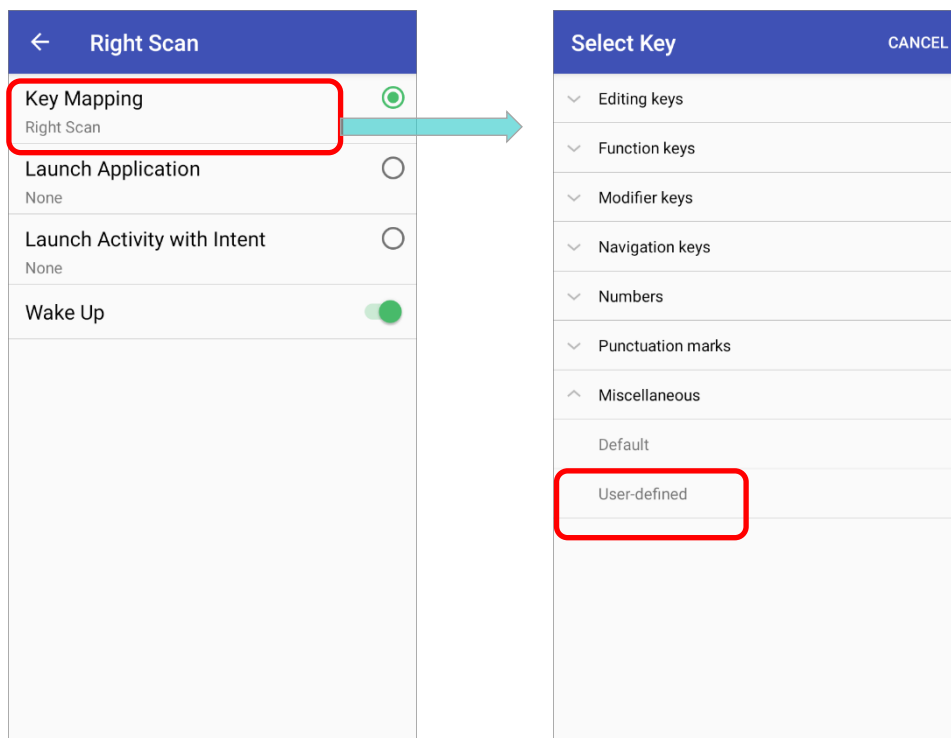 Right Scan
Key Mapping
Right Scan
Launch Application
None
Launch Activity with Intent
None
Wake Up
Select Key
CANCEL
Editing keys
Function keys
Modifier keys
Navigation keys
Numbers
Punctuation marks
Miscellaneous
Default
User-defined